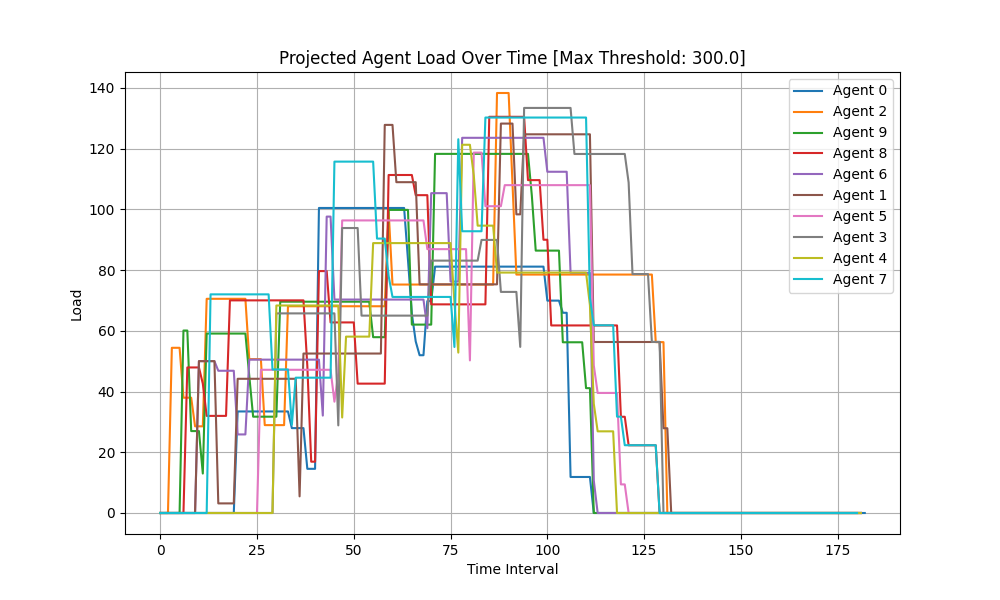 Projected Agent Load Over Time [Max Threshold: 300.0]
Load
140
120
100
80
60
40
20
0
Agent 0
Agent 2
Agent 9
Agent 8
Agent 6
Agent 1
Agent 5
Agent 3
Agent 4
Agent 7
0 25 50 75 100 125 150 175
Time Interval